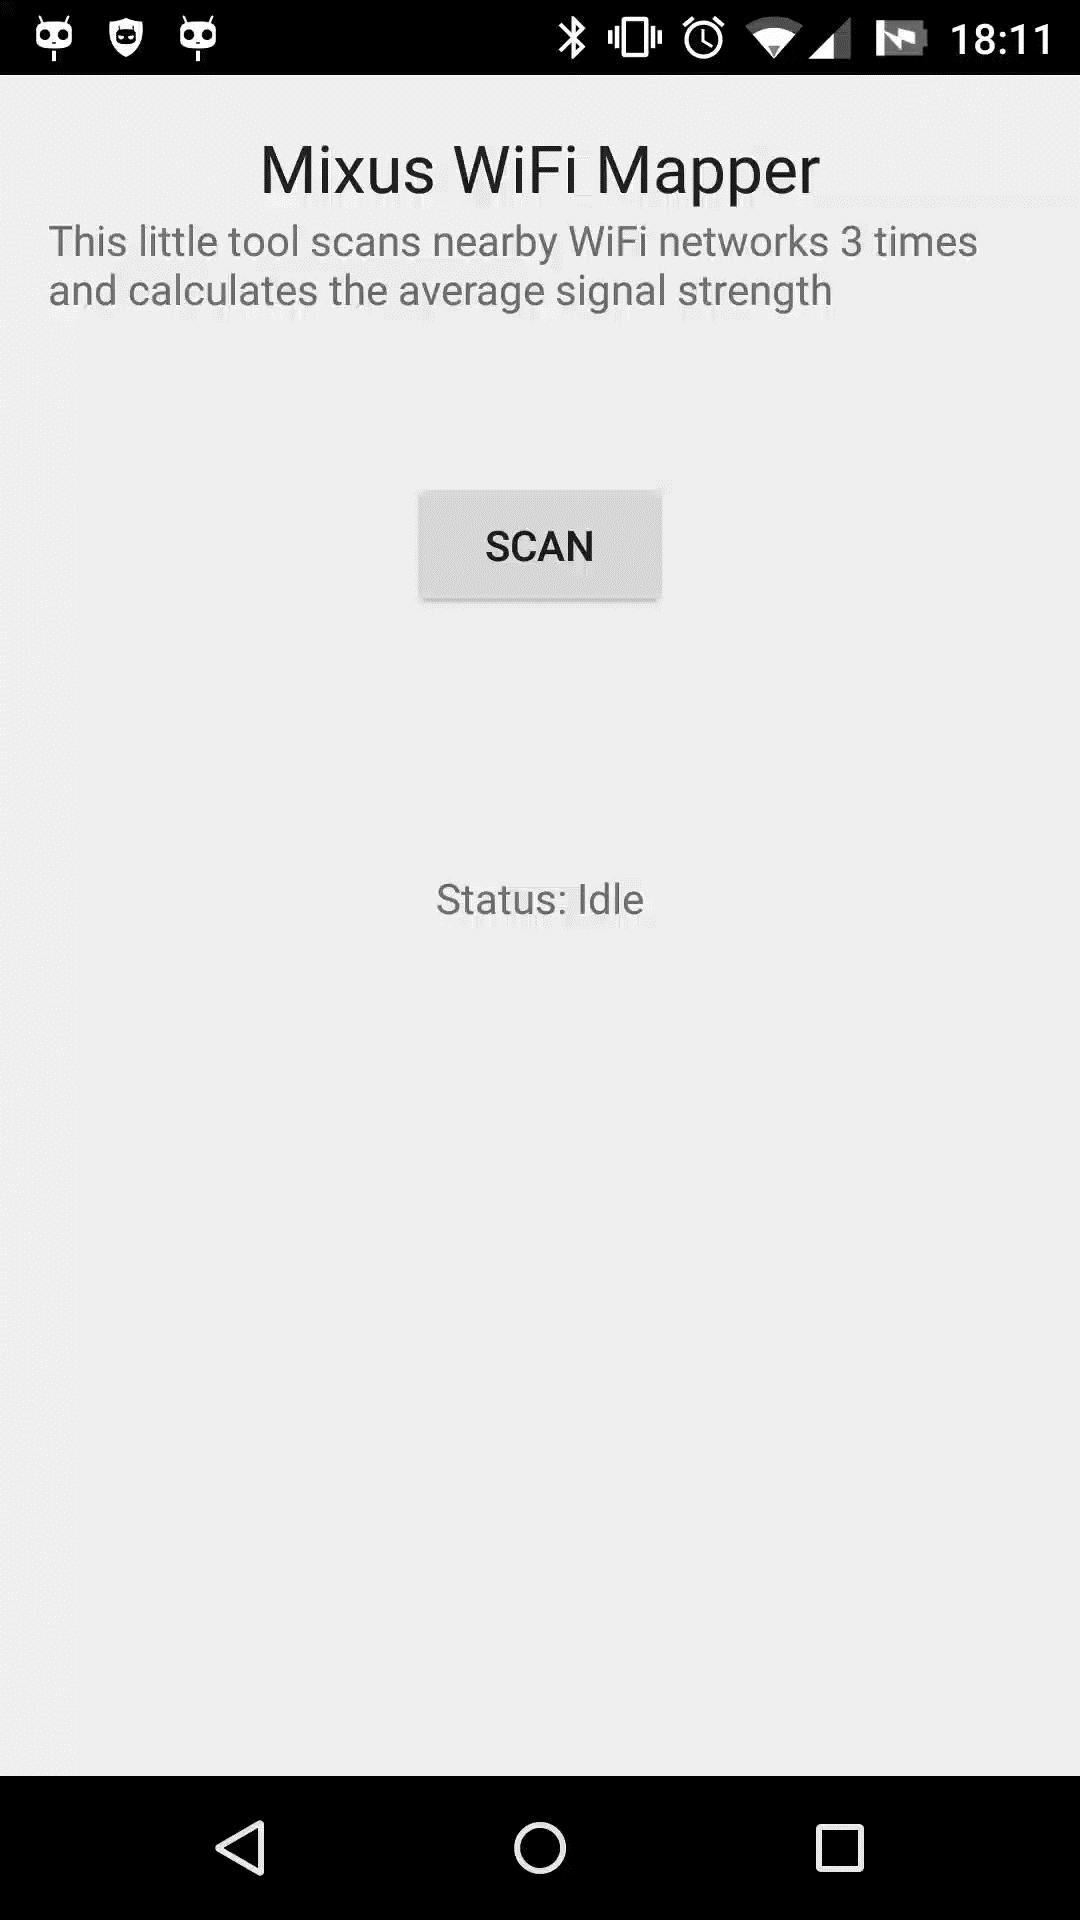 18:11
Mixus WiFi Mapper
This little tool scans nearby WiFi networks 3 times
and calculates the average signal strength
SCAN
Status: Idle